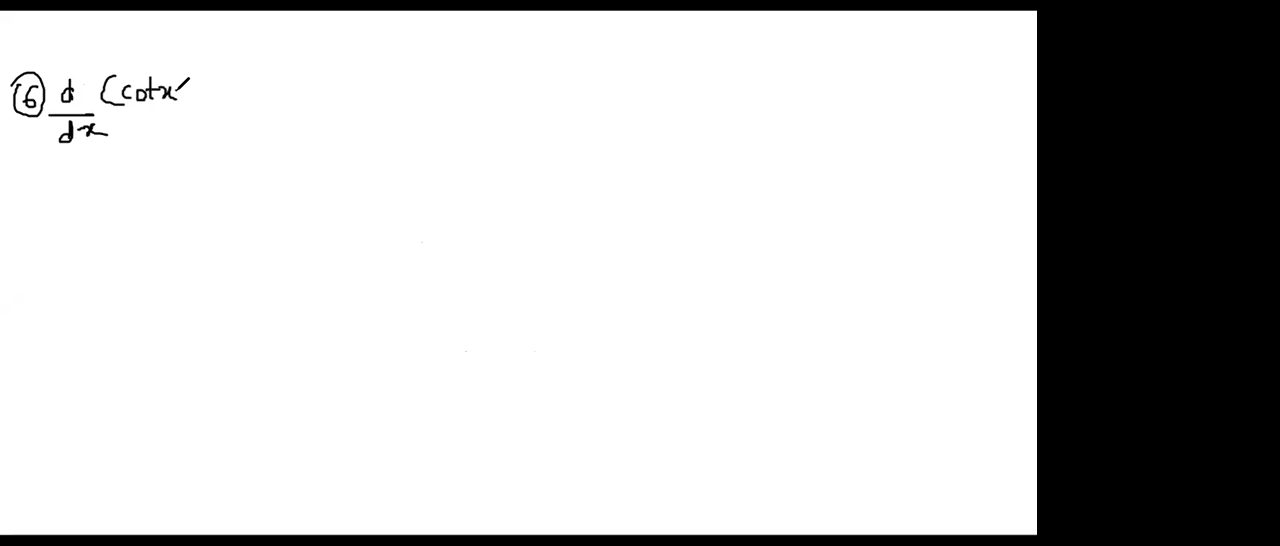 ⑥ d/dx (cotx